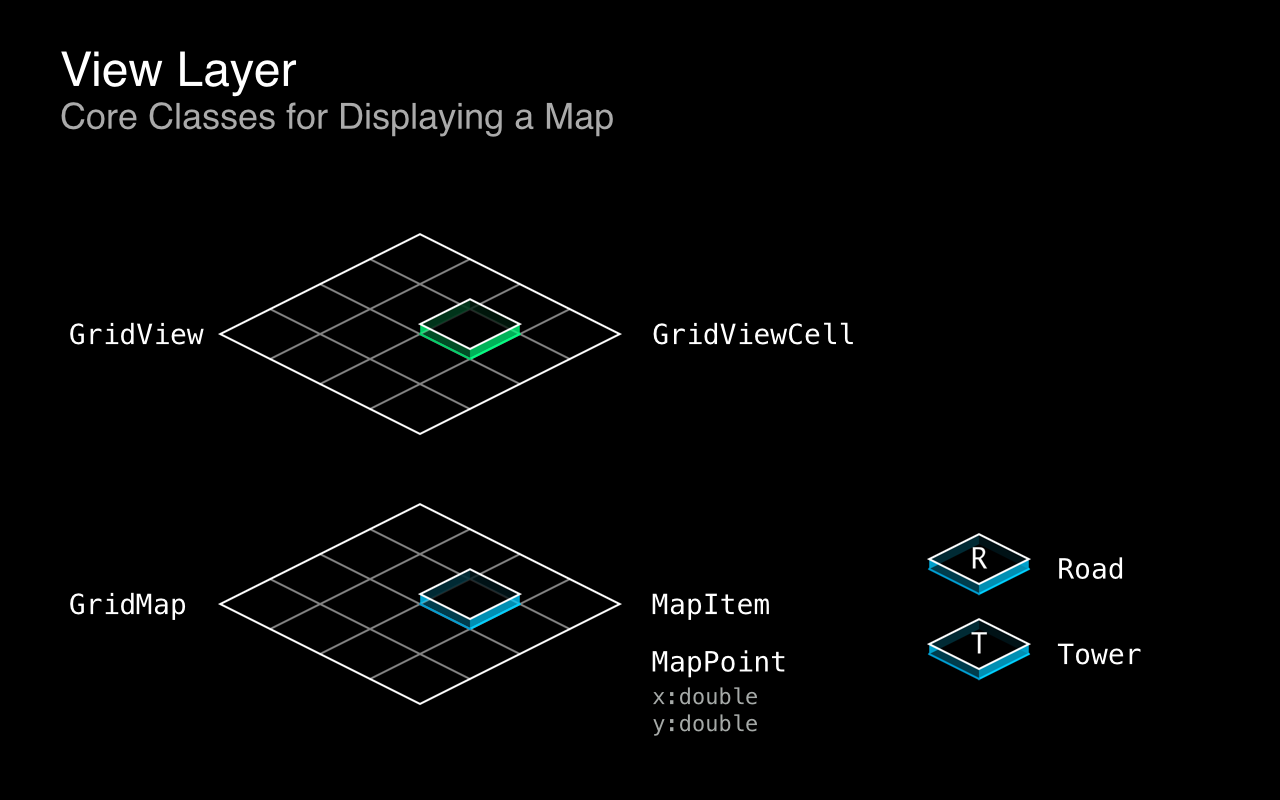 View Layer
Core Classes for Displaying a Map
GridView
GridViewCell
GridMap
MapItem
MapPoint
x:double
y:double
R
Road
T
Tower